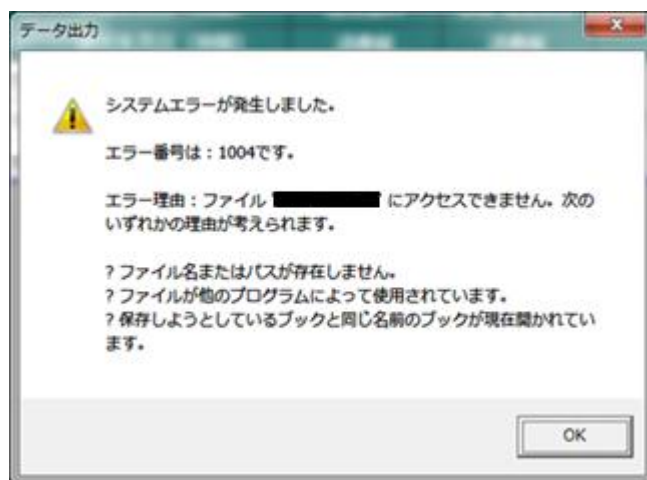 データ出力
システムエラーが発生しました。
エラー番号は：1004です。
エラー理由：ファイル ' ' にアクセスできません。次の
いずれかの理由が考えられます。
? ファイル名またはパスが存在しません。
? ファイルが他のプログラムによって使用されています。
? 保存しようとしているブックと同じ名前のブックが現在開かれてい
ます。
OK